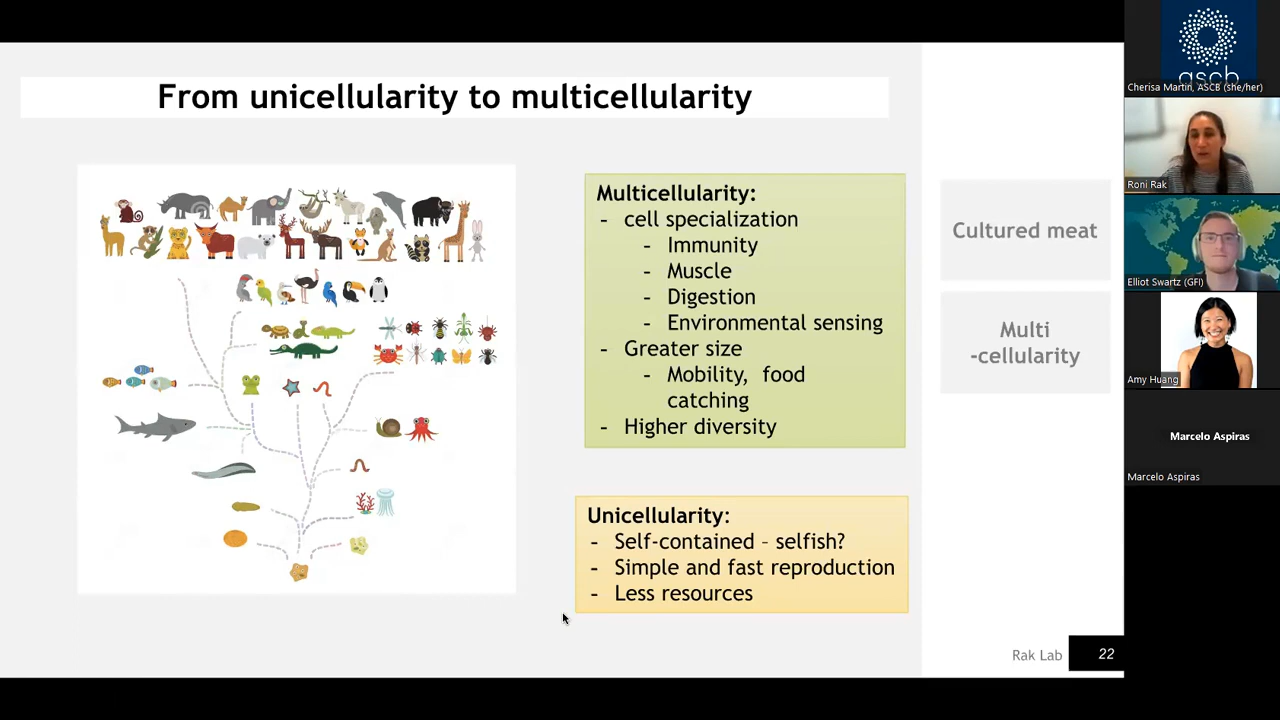 From unicellularity to multicellularity
Multicellularity:
- cell specialization
- Immunity
- Muscle
- Digestion
- Environmental sensing
- Greater size
- Mobility, food
catching
- Higher diversity
Unicellularity:
- Self-contained – selfish?
- Simple and fast reproduction
- Less resources
Cultured meat
Multi
-cellularity
Rak Lab
22
ascb
Cherisa Martin, ASCB (she/her)
Roni Rak
Elliot Swartz (GFI)
Amy Huang
Marcelo Aspiras
Marcelo Aspiras